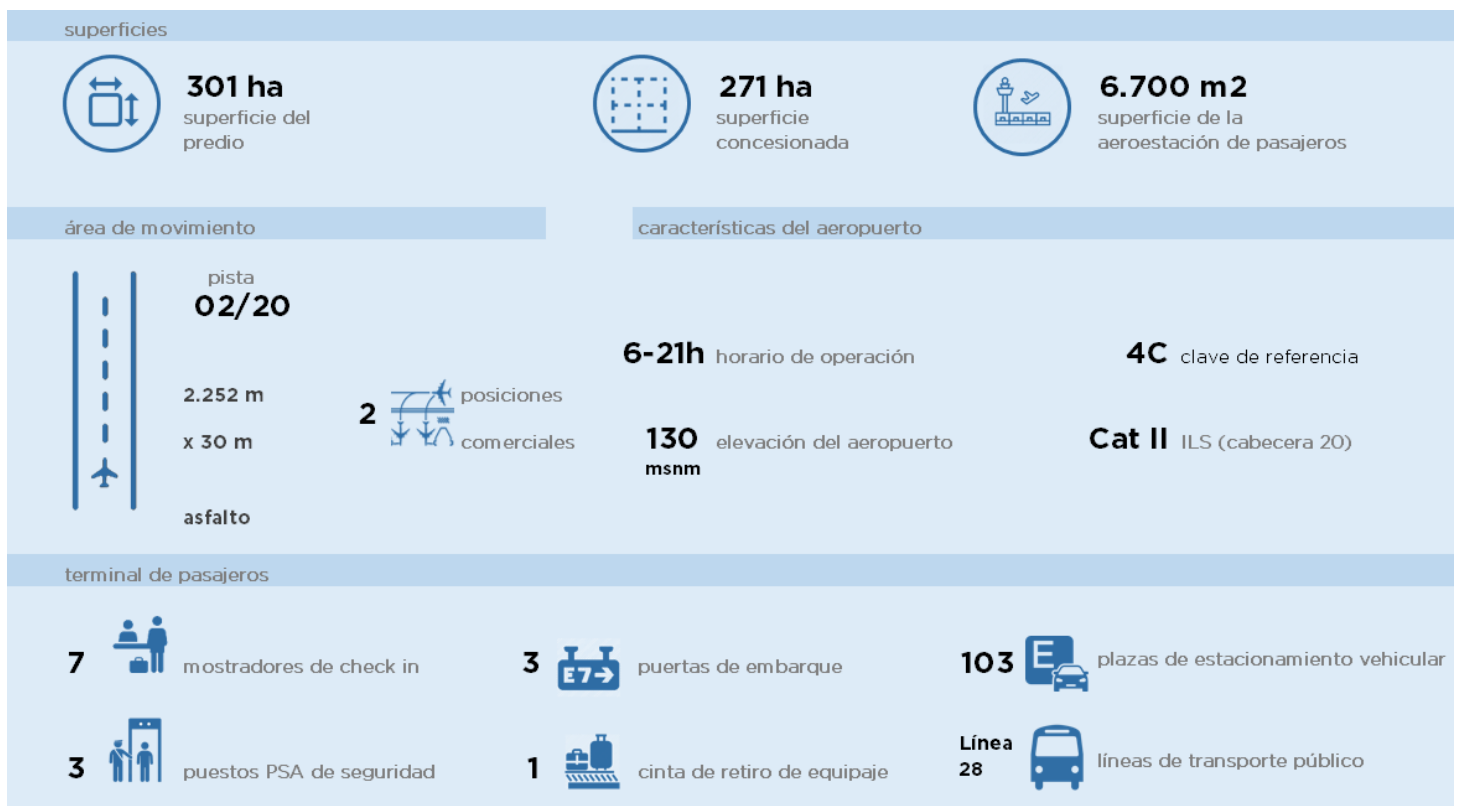 superficies
301 ha
superficie del
predio
271 ha
superficie
concesionada
6.700 m2
superficie de la
aeroestación de pasajeros
área de movimiento
pista
02/20
2.252 m
x 30 m
asfalto
2
posiciones
comerciales
características del aeropuerto
6-21h horario de operación
4C clave de referencia
130 elevación del aeropuerto
msnm
Cat II ILS (cabecera 20)
terminal de pasajeros
7 mostradores de check in
3 E7→ puertas de embarque
103 E plazas de estacionamiento vehicular
3 puestos PSA de seguridad
1 cinta de retiro de equipaje
Línea
28
líneas de transporte público